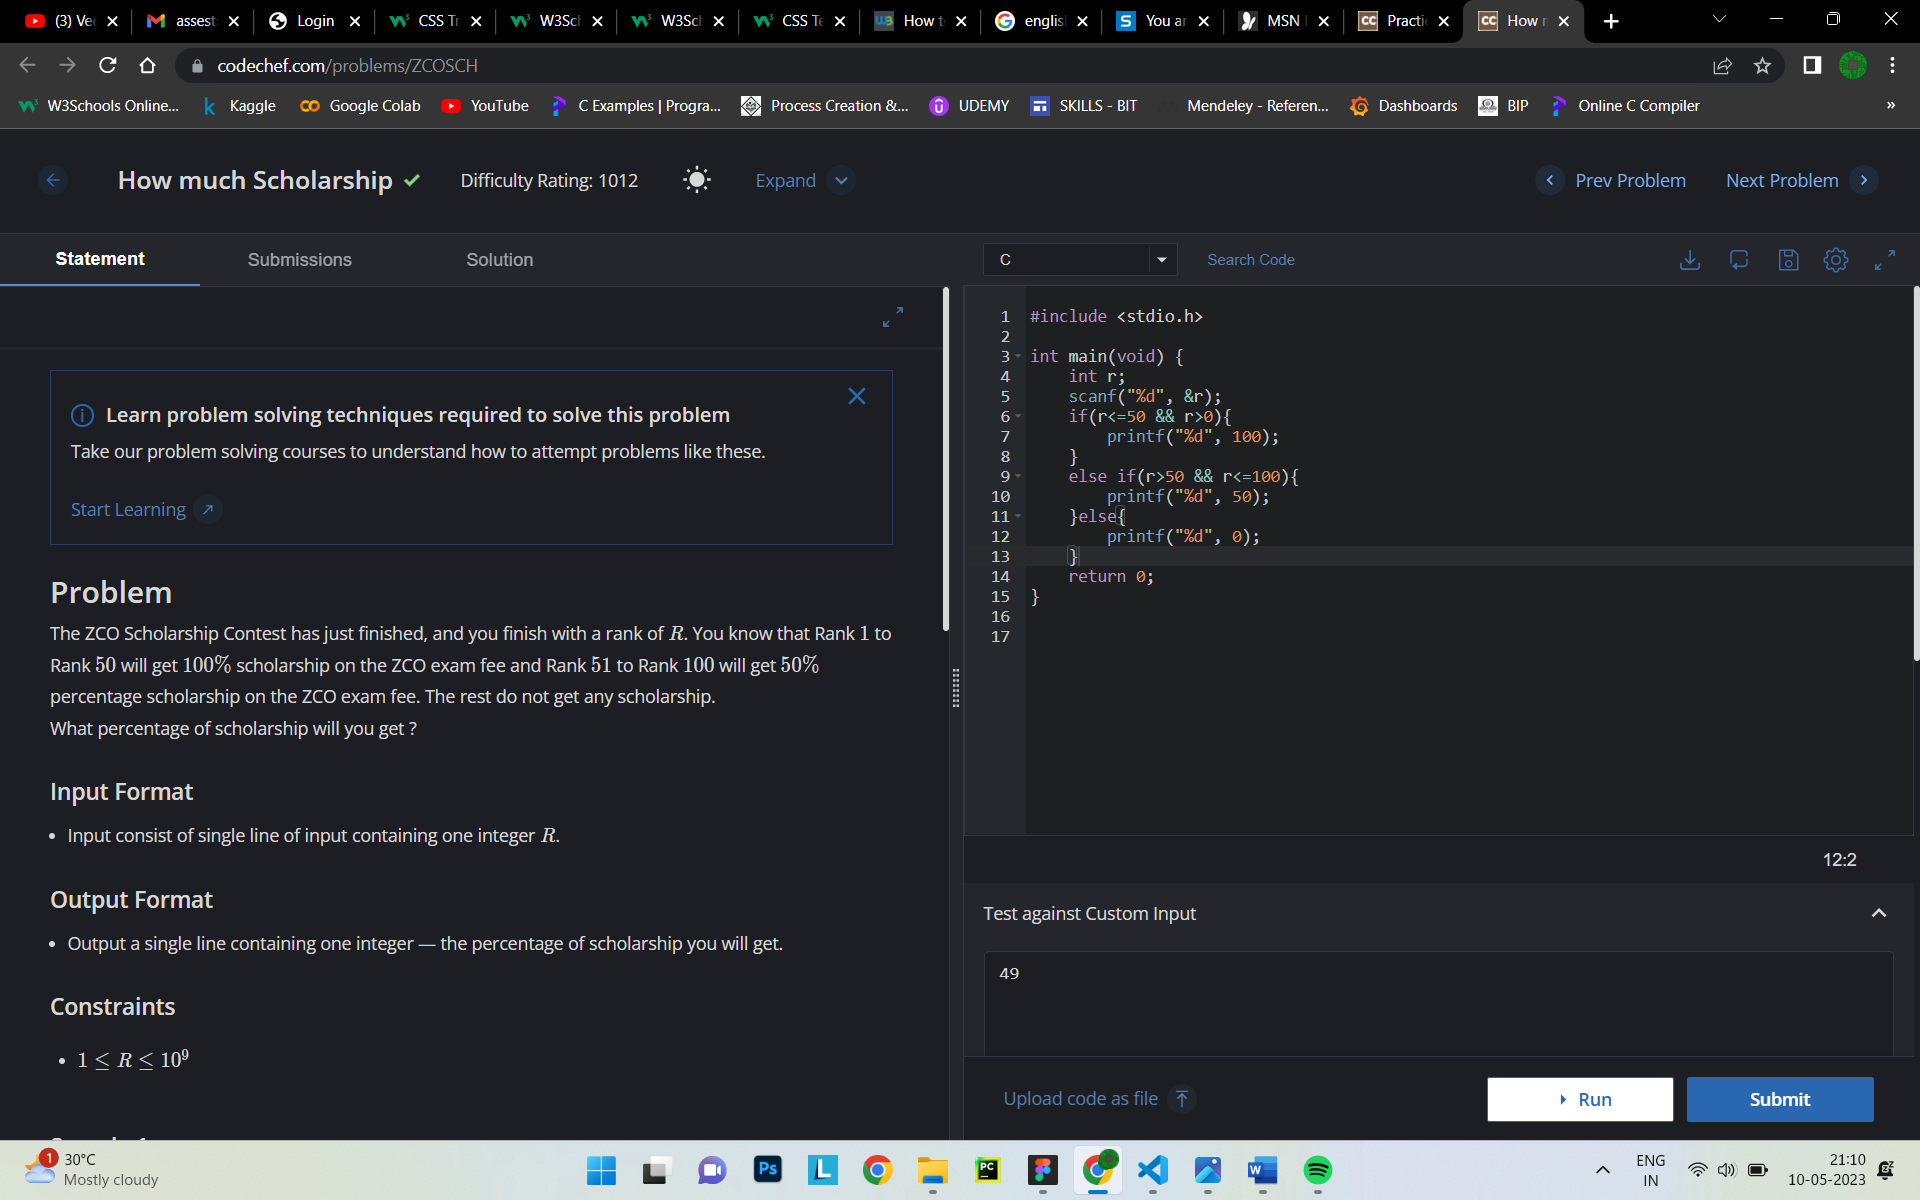 (3) Ve
assest
Login
CSS Tr
W3Sch
W3Sch
CSS Te
How t
englis
You ar
MSN
Practi
How r
codechef.com/problems/ZCOSCH
W3Schools Online...
Kaggle
Google Colab
YouTube
C Examples | Progra...
Process Creation &...
UDEMY
SKILLS - BIT
Mendeley - Referen...
Dashboards
BIP
Online C Compiler
»
How much Scholarship
Difficulty Rating: 1012
Expand
Prev Problem
Next Problem
Statement
Submissions
Solution
Learn problem solving techniques required to solve this problem
Take our problem solving courses to understand how to attempt problems like these.
Start Learning
Problem
The ZCO Scholarship Contest has just finished, and you finish with a rank of R. You know that Rank 1 to
Rank 50 will get 100% scholarship on the ZCO exam fee and Rank 51 to Rank 100 will get 50%
percentage scholarship on the ZCO exam fee. The rest do not get any scholarship.
What percentage of scholarship will you get ?
Input Format
• Input consist of single line of input containing one integer R.
Output Format
• Output a single line containing one integer — the percentage of scholarship you will get.
Constraints
• 1 ≤ R ≤ 10⁹
C
Search Code
1 #include <stdio.h>
2
3 int main(void) {
4 int r;
5 scanf("%d", &r);
6 if(r<=50 && r>0){
7 printf("%d", 100);
8 }
9 else if(r>50 && r<=100){
10 printf("%d", 50);
11 }else{
12 printf("%d", 0);
13 }
14 return 0;
15 }
16
17
12:2
Test against Custom Input
49
Upload code as file
Run
Submit
1
30°C
Mostly cloudy
Ps
L
PC
W
ENG
IN
21:10
10-05-2023